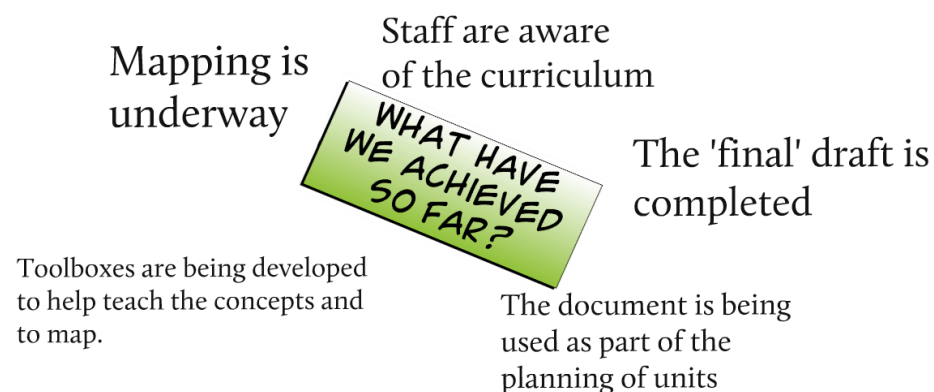 Mapping is
underway
Staff are aware
of the curriculum
WHAT HAVE
WE ACHIEVED
SO FAR?
The 'final' draft is
completed
Toolboxes are being developed
to help teach the concepts and
to map.
The document is being
used as part of the
planning of units